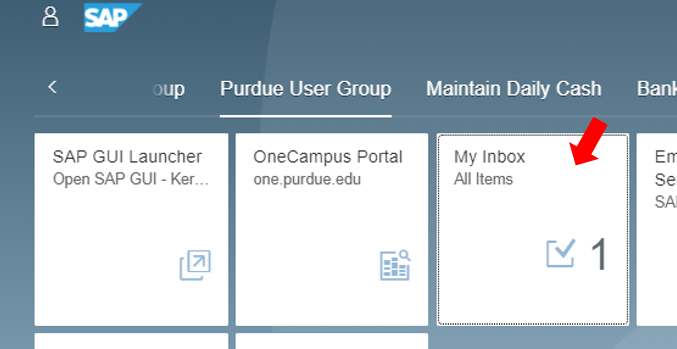 SAP
oup Purdue User Group Maintain Daily Cash Bank
SAP GUI Launcher
Open SAP GUI - Ker...
OneCampus Portal
one.purdue.edu
My Inbox
All Items
1
Em
Se
SA